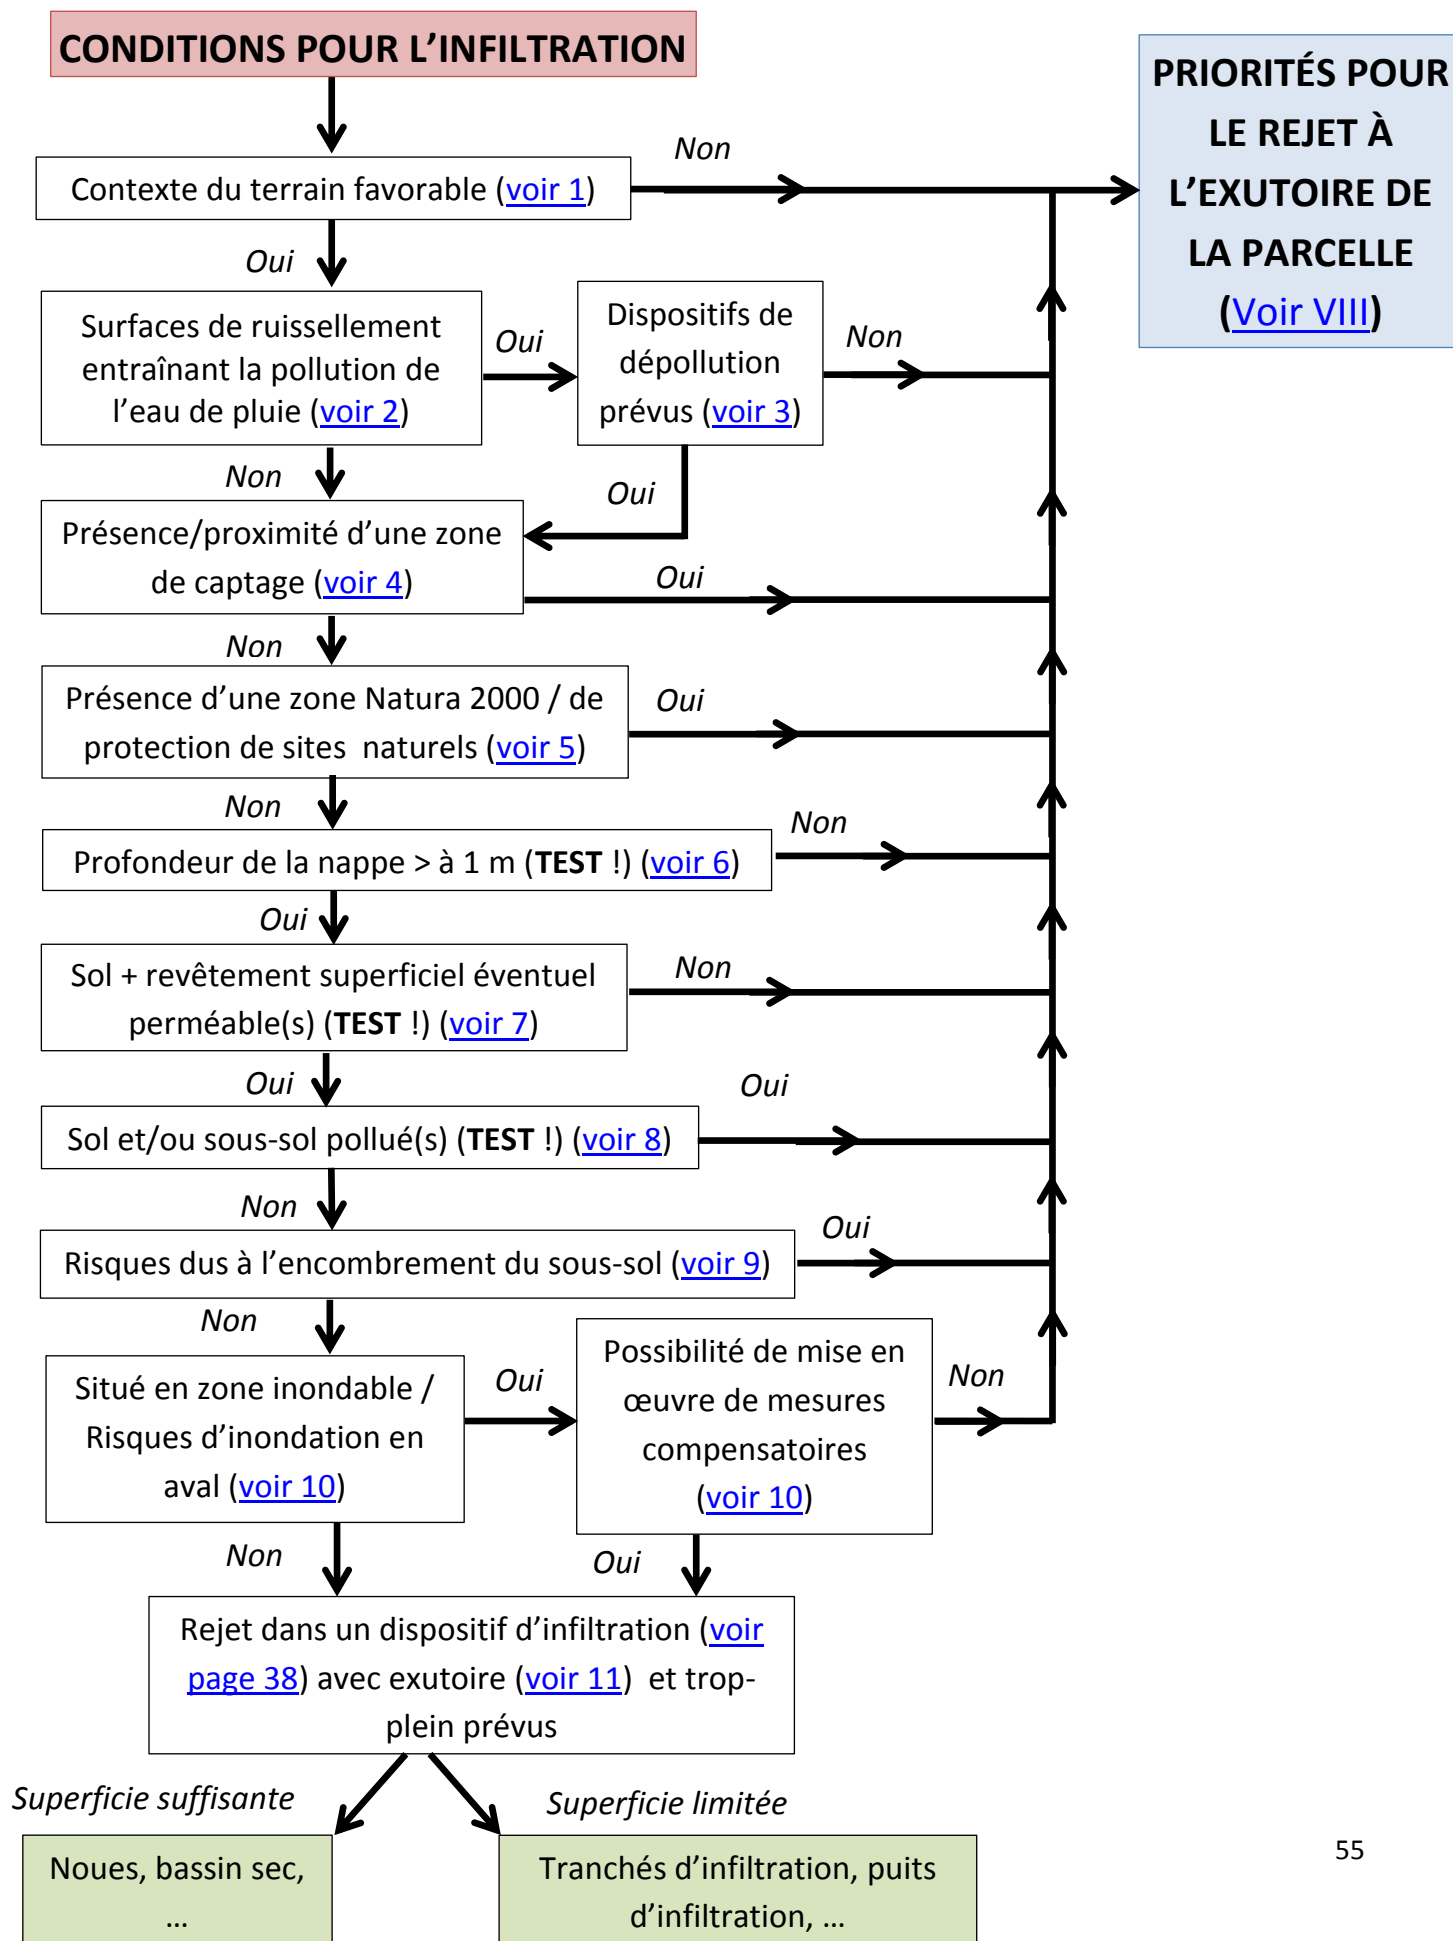 CONDITIONS POUR L’INFILTRATION
PRIORITÉS POUR
LE REJET À
L’EXUTOIRE DE
LA PARCELLE
(Voir VIII)
Non
Contexte du terrain favorable (voir 1)
Oui
Surfaces de ruissellement
entraînant la pollution de
l’eau de pluie (voir 2)
Oui
Dispositifs de
dépollution
prévus (voir 3)
Non
Non
Oui
Présence/proximité d’une zone
de captage (voir 4)
Oui
Non
Présence d’une zone Natura 2000 / de
protection de sites naturels (voir 5)
Oui
Non
Profondeur de la nappe > à 1 m (TEST !) (voir 6)
Non
Oui
Sol + revêtement superficiel éventuel
perméable(s) (TEST !) (voir 7)
Non
Oui
Sol et/ou sous-sol pollué(s) (TEST !) (voir 8)
Oui
Non
Risques dus à l’encombrement du sous-sol (voir 9)
Oui
Non
Situé en zone inondable /
Risques d’inondation en
aval (voir 10)
Oui
Possibilité de mise en
œuvre de mesures
compensatoires
(voir 10)
Non
Non
Oui
Rejet dans un dispositif d’infiltration (voir
page 38) avec exutoire (voir 11) et trop-
plein prévus
Superficie suffisante
Superficie limitée
Noues, bassin sec,
...
Tranchés d’infiltration, puits
d’infiltration, ...
55